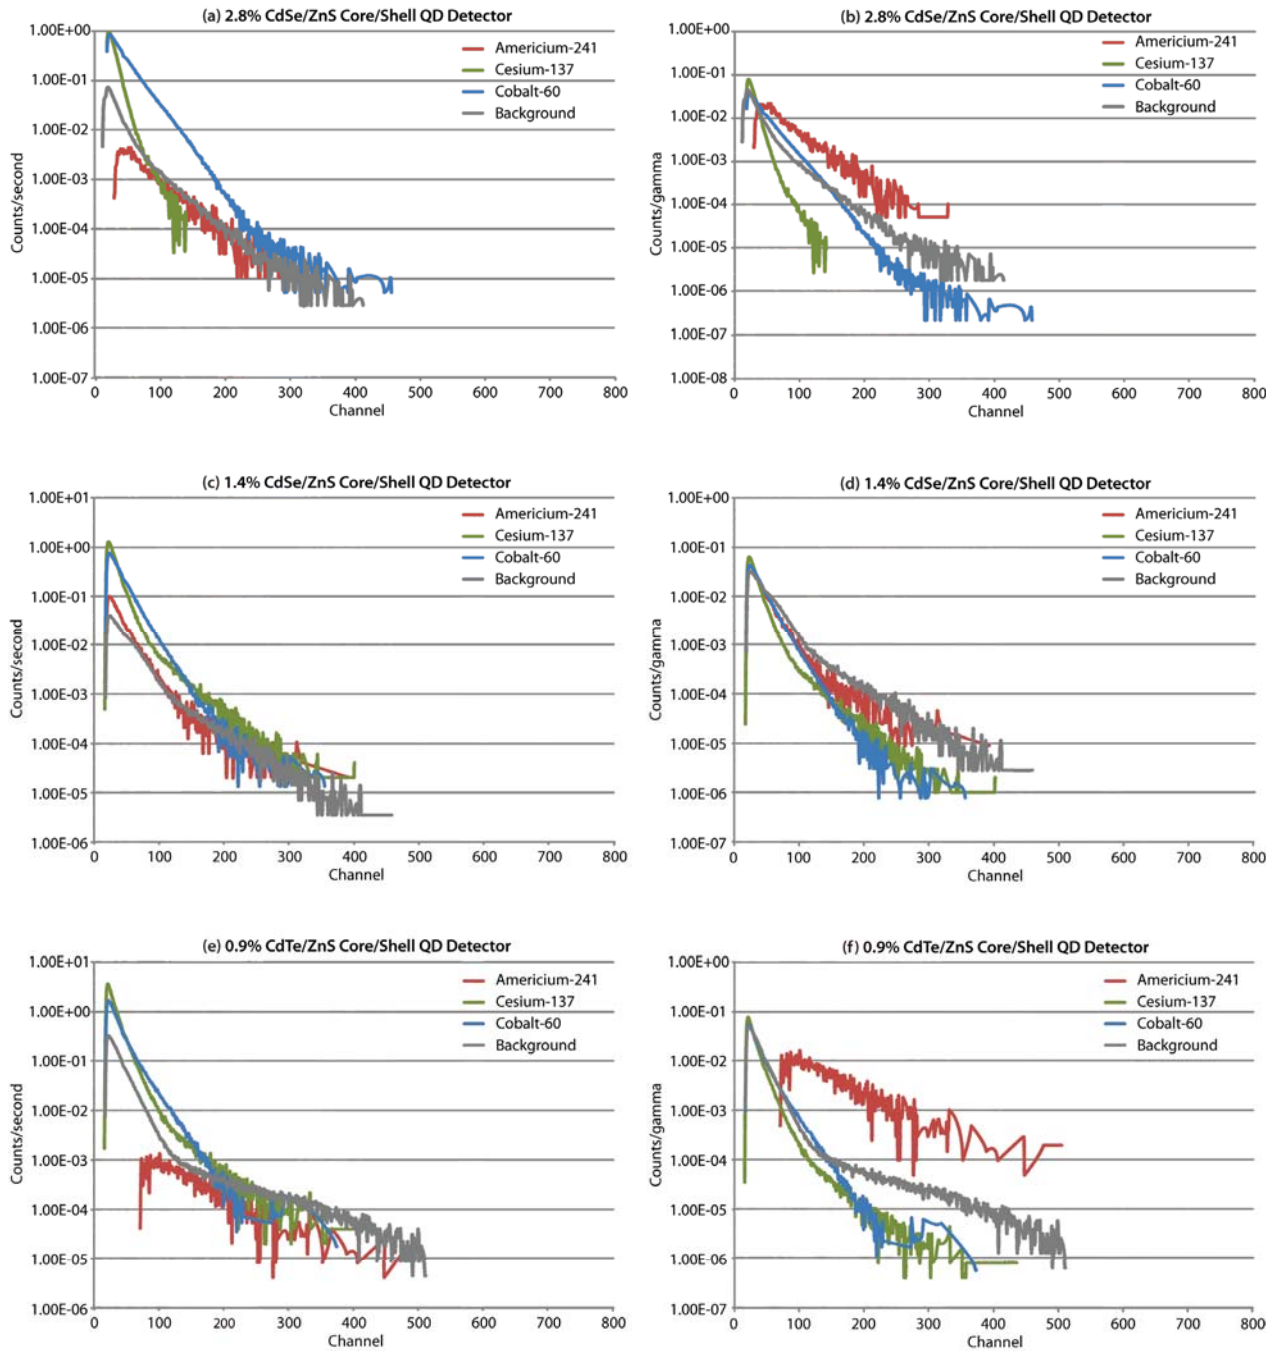 (a) 2.8% CdSe/ZnS Core/Shell QD Detector
1.00E+00
1.00E-01
1.00E-02
1.00E-03
1.00E-04
1.00E-05
1.00E-06
1.00E-07
Counts/second
Americium-241
Cesium-137
Cobalt-60
Background
0 100 200 300 400 500 600 700 800
Channel
(b) 2.8% CdSe/ZnS Core/Shell QD Detector
1.00E+00
1.00E-01
1.00E-02
1.00E-03
1.00E-04
1.00E-05
1.00E-06
1.00E-07
1.00E-08
Counts/gamma
Americium-241
Cesium-137
Cobalt-60
Background
0 100 200 300 400 500 600 700 800
Channel
(c) 1.4% CdSe/ZnS Core/Shell QD Detector
1.00E+01
1.00E+00
1.00E-01
1.00E-02
1.00E-03
1.00E-04
1.00E-05
1.00E-06
Counts/second
Americium-241
Cesium-137
Cobalt-60
Background
0 100 200 300 400 500 600 700 800
Channel
(d) 1.4% CdSe/ZnS Core/Shell QD Detector
1.00E+00
1.00E-01
1.00E-02
1.00E-03
1.00E-04
1.00E-05
1.00E-06
1.00E-07
Counts/gamma
Americium-241
Cesium-137
Cobalt-60
Background
0 100 200 300 400 500 600 700 800
Channel
(e) 0.9% CdTe/ZnS Core/Shell QD Detector
1.00E+01
1.00E+00
1.00E-01
1.00E-02
1.00E-03
1.00E-04
1.00E-05
1.00E-06
Counts/second
Americium-241
Cesium-137
Cobalt-60
Background
0 100 200 300 400 500 600 700 800
Channel
(f) 0.9% CdTe/ZnS Core/Shell QD Detector
1.00E+00
1.00E-01
1.00E-02
1.00E-03
1.00E-04
1.00E-05
1.00E-06
1.00E-07
Counts/gamma
Americium-241
Cesium-137
Cobalt-60
Background
0 100 200 300 400 500 600 700 800
Channel